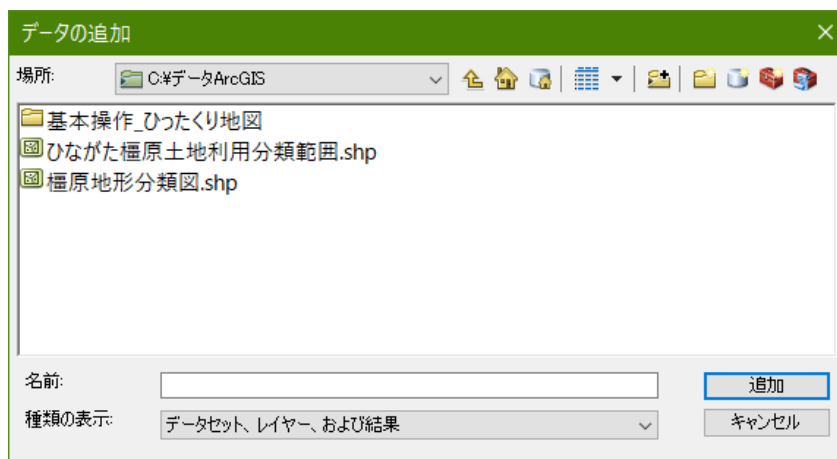 データの追加
場所: C:¥データArcGIS
基本操作_ひったくり地図
ひながた橿原土地利用分類範囲.shp
橿原地形分類図.shp
名前: 追加
種類の表示: データセット、レイヤー、および結果 キャンセル